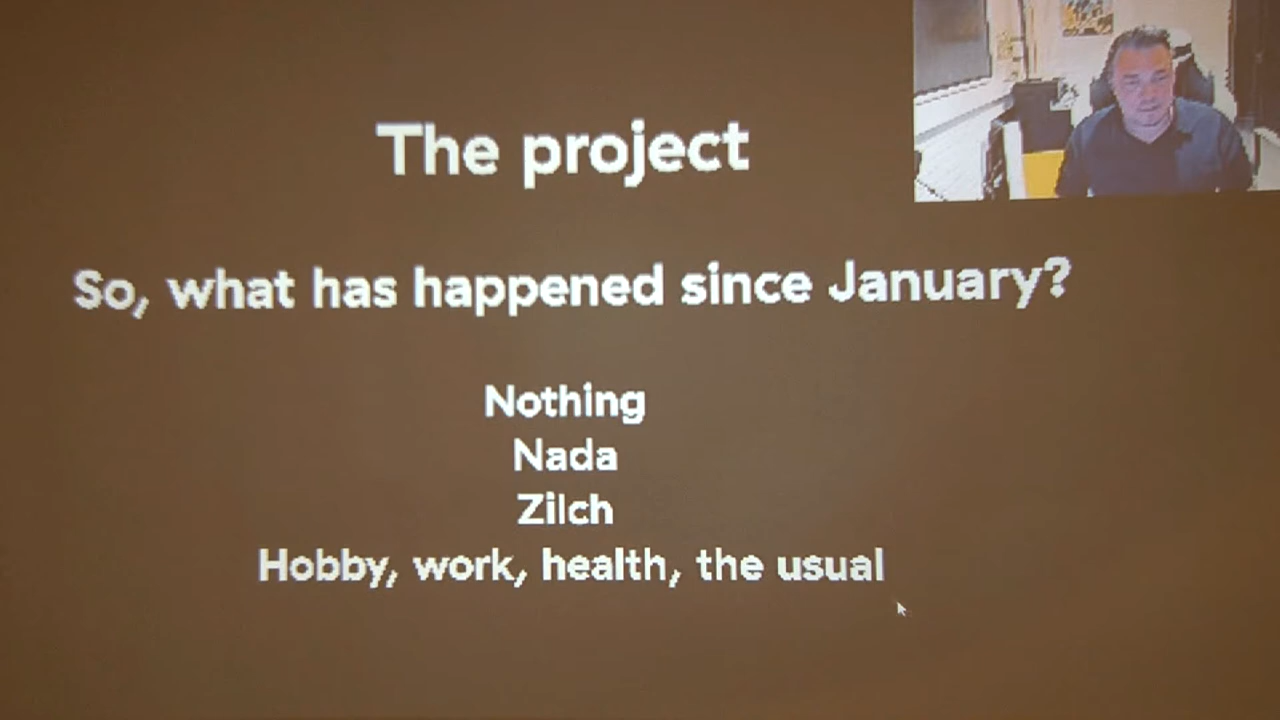 The project
So, what has happened since January?
Nothing
Nada
Zilch
Hobby, work, health, the usual